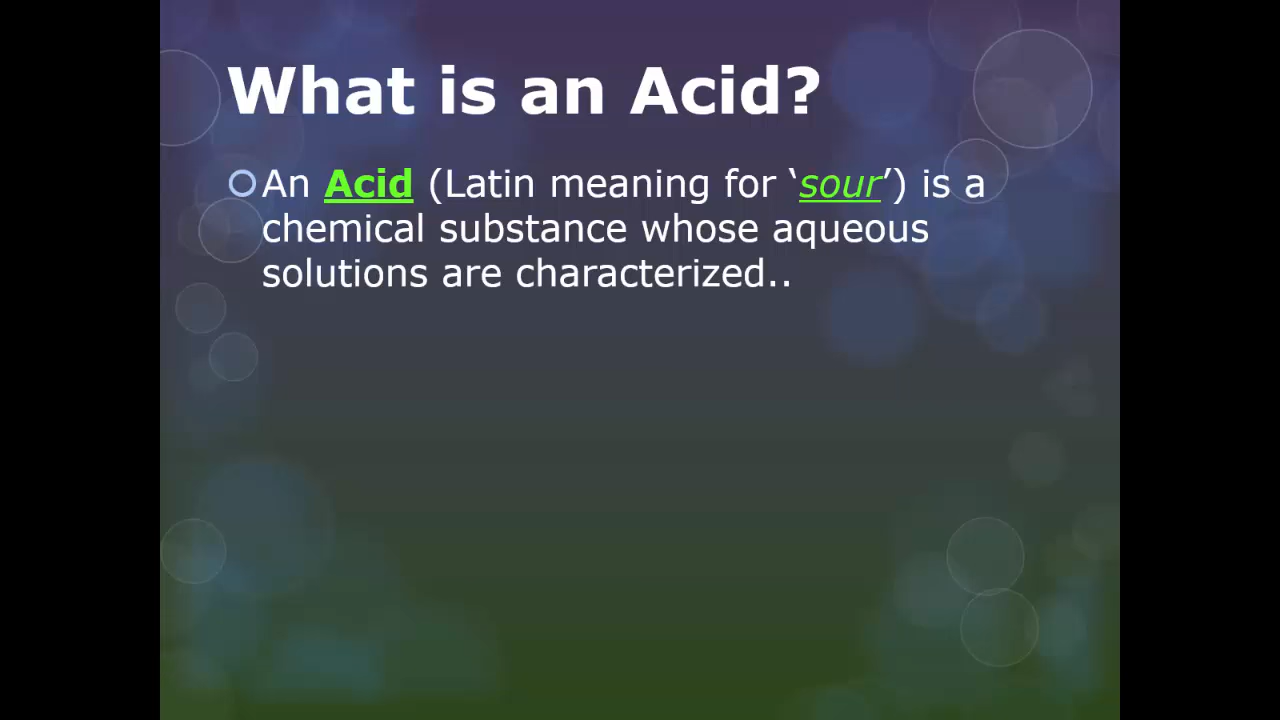 What is an Acid?
An Acid (Latin meaning for ‘sour’) is a
chemical substance whose aqueous
solutions are characterized..